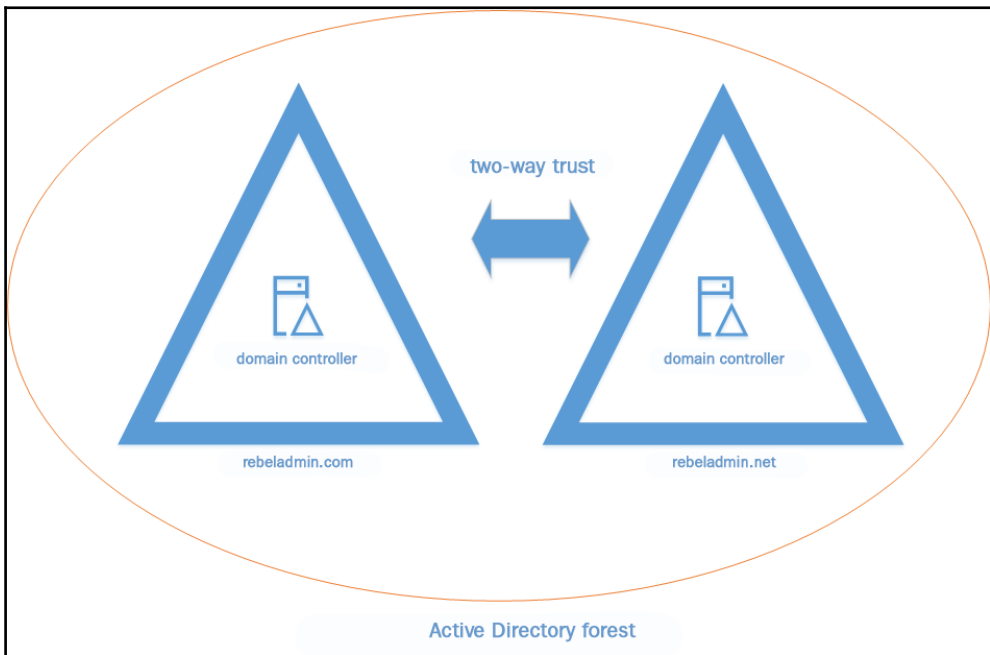 two-way trust
domain controller
domain controller
rebeladmin.com
rebeladmin.net
Active Directory forest